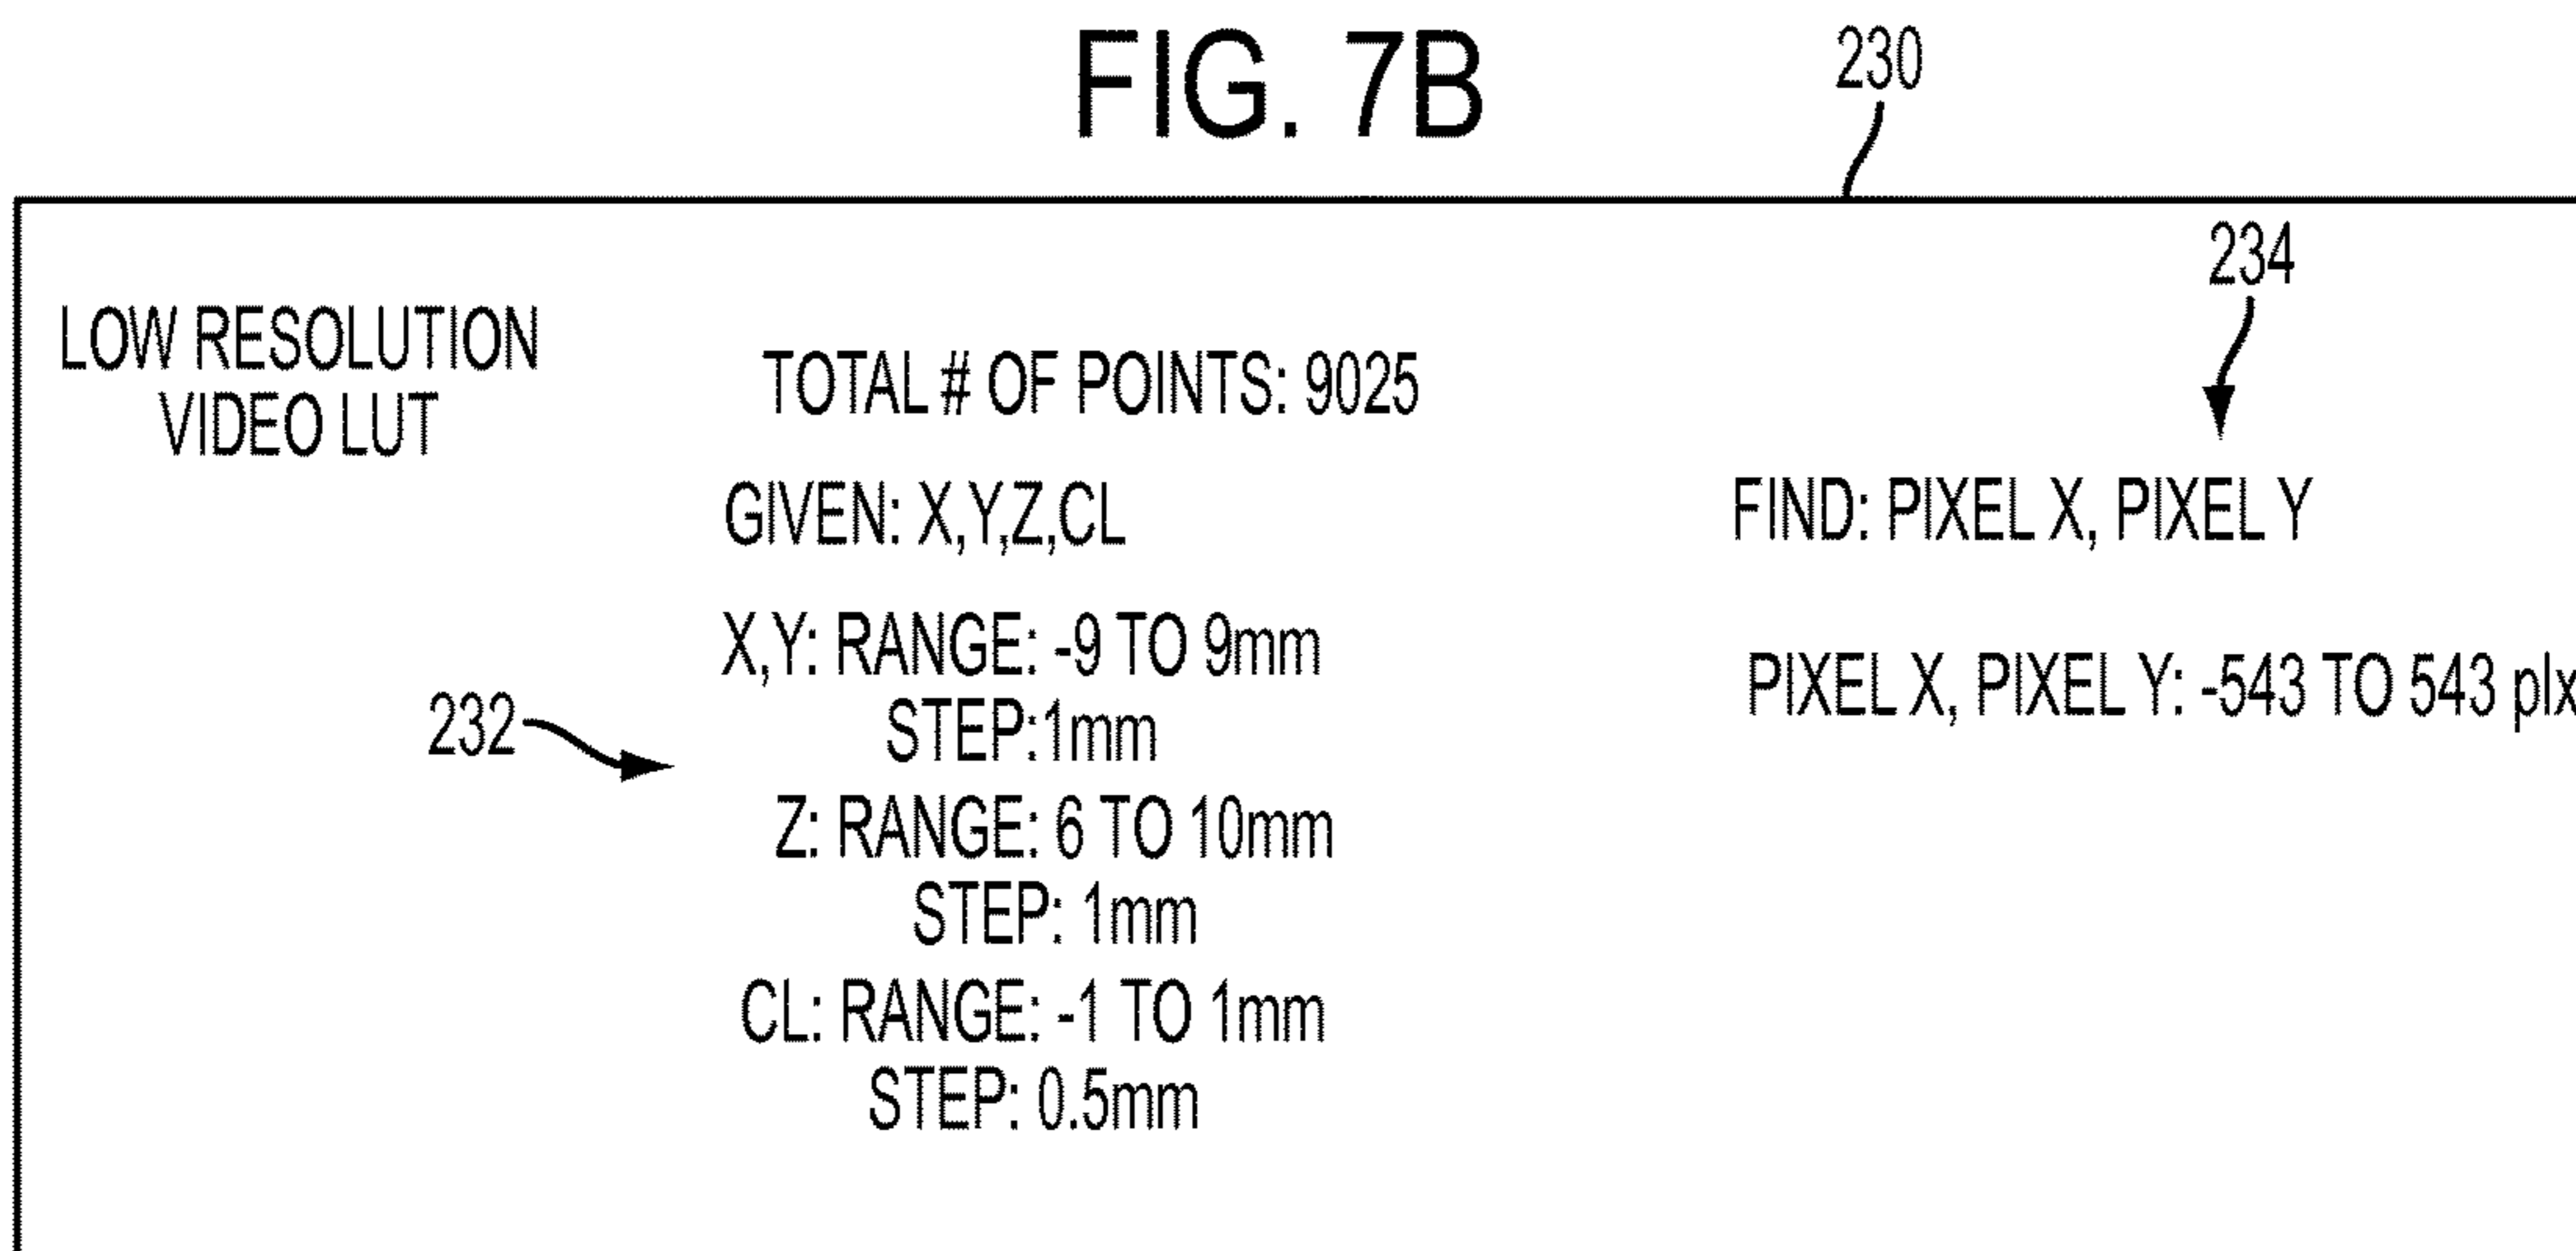 FIG. 7B
230
234
LOW RESOLUTION
VIDEO LUT
TOTAL # OF POINTS: 9025
GIVEN: X,Y,Z,CL
FIND: PIXEL X, PIXEL Y
X,Y: RANGE: -9 TO 9mm
STEP:1mm
PIXEL X, PIXEL Y: -543 TO 543 plx
232
Z: RANGE: 6 TO 10mm
STEP: 1mm
CL: RANGE: -1 TO 1mm
STEP: 0.5mm